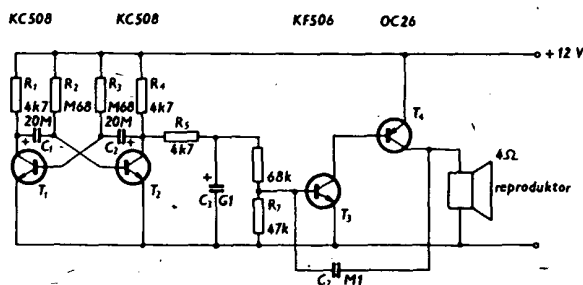 KC508 KC508 KF506 OC26
+ 12 V
R₁ R₂ R₃ R₄
4k7 M68 M68 4k7
20M 20M
+ C₁ C₂ +
R₅
4k7
T₁ T₂
+
C₃ G1
68k
R₇
47k
T₃
T₄
4Ω
reproduktor
C₂ M1
−